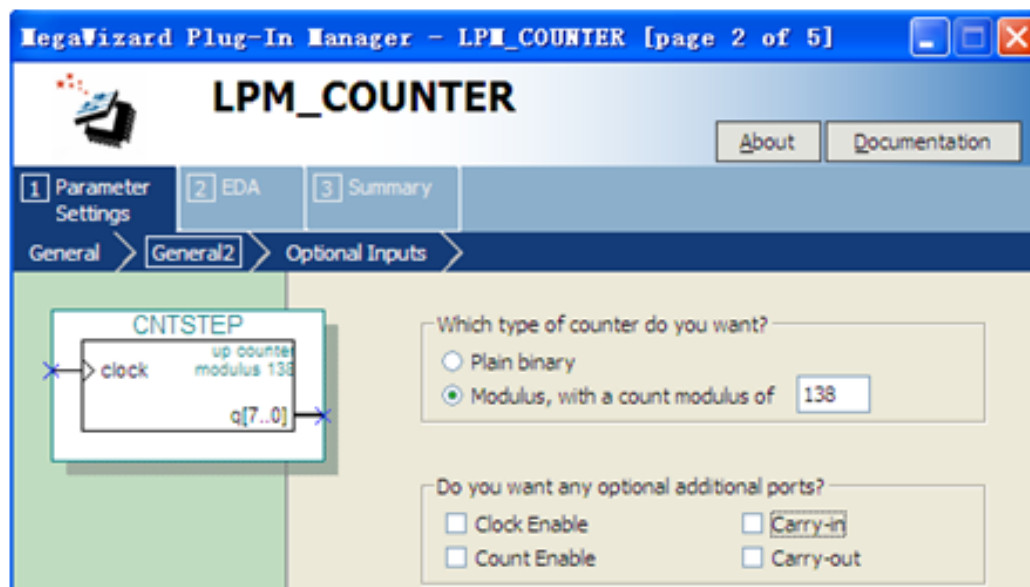 MegaWizard Plug-In Manager - LPM_COUNTER [page 2 of 5]
LPM_COUNTER
About
Documentation
1 Parameter Settings
2 EDA
3 Summary
General
General2
Optional Inputs
CNTSTEP
up counter
clock
modulus 138
q[7..0]
Which type of counter do you want?
Plain binary
Modulus, with a count modulus of 138
Do you want any optional additional ports?
Clock Enable
Carry-in
Count Enable
Carry-out